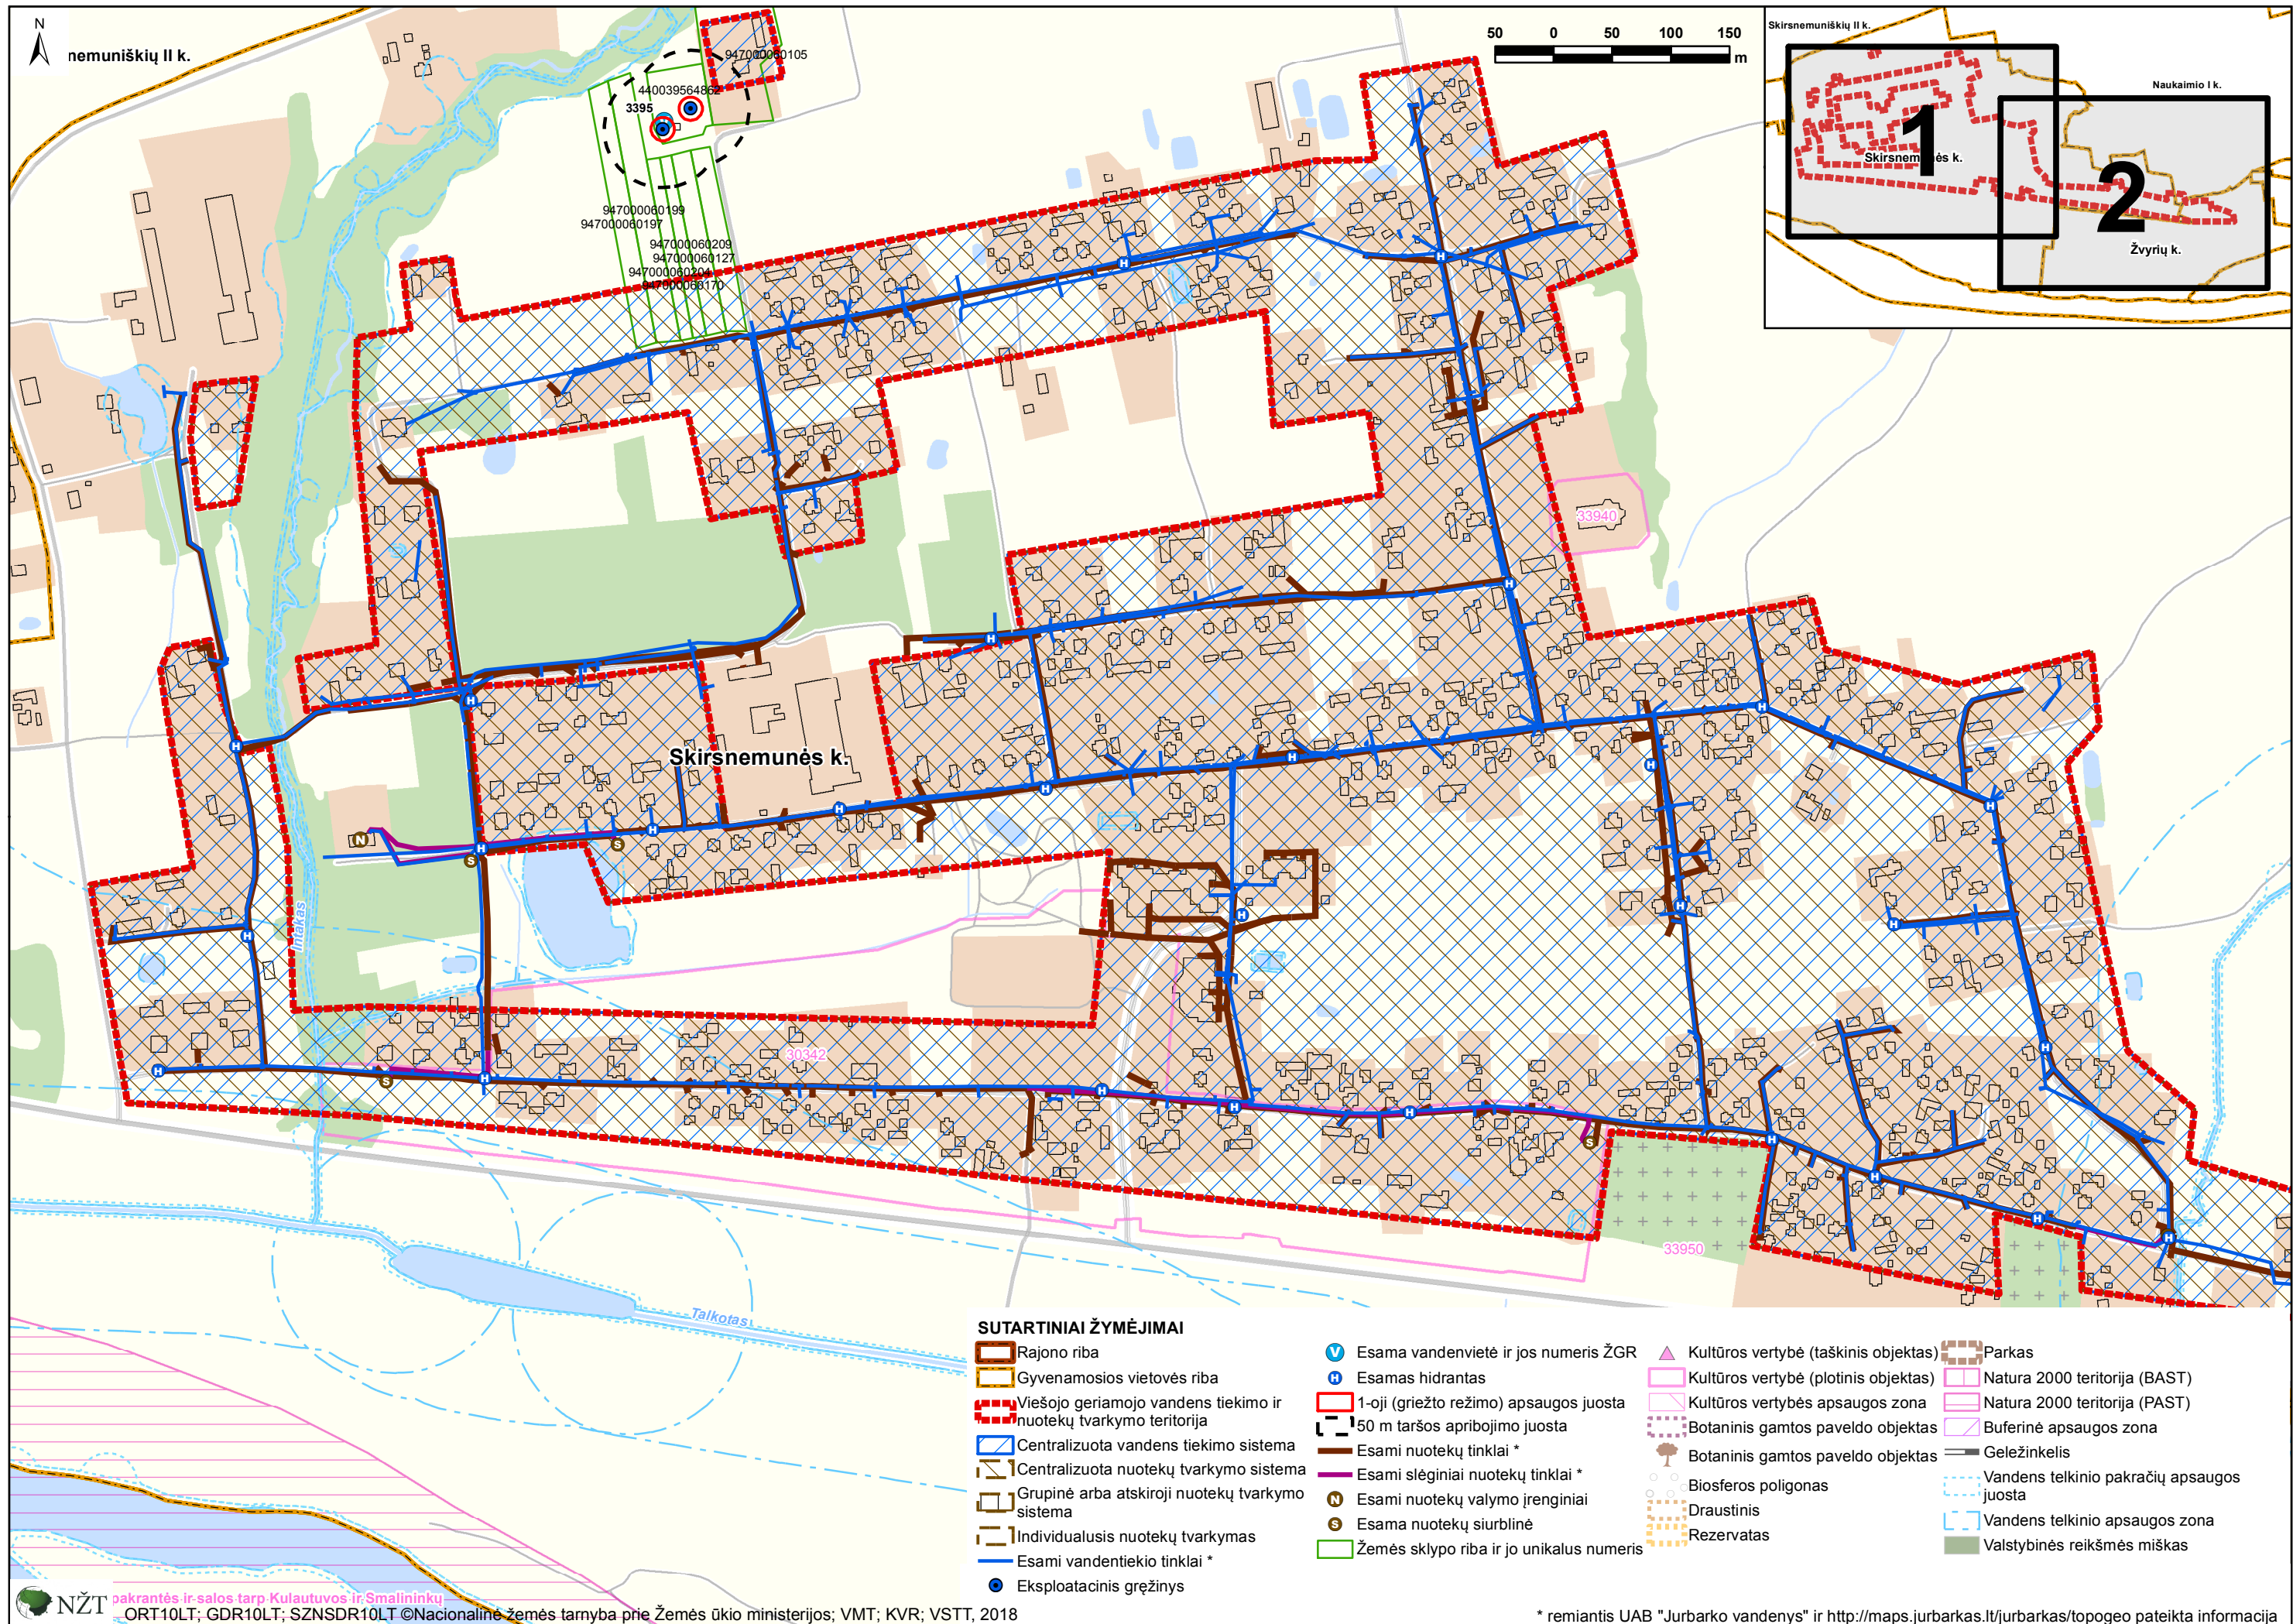 N
nemuniškių II k.
50 0 50 100 150
m
Skirsnemuniškių II k.
Naukaimio I k.
1
Skirsnemunės k.
2
Žvyrių k.
947000060105
440039564862
3395
947000060199
947000060197
947000060209
947000060127
947000060204
947000060170
33940
Skirsnemunės k.
Intakas
30342
33950
Talkotas
SUTARTINIAI ŽYMĖJIMAI
Rajono riba
Gyvenamosios vietovės riba
Viešojo geriamojo vandens tiekimo ir
nuotekų tvarkymo teritorija
Centralizuota vandens tiekimo sistema
Centralizuota nuotekų tvarkymo sistema
Grupinė arba atskiroji nuotekų tvarkymo
sistema
Individualusis nuotekų tvarkymas
Esami vandentiekio tinklai *
Eksploatacinis gręžinys
V Esama vandenvietė ir jos numeris ŽGR
H Esamas hidrantas
1-oji (griežto režimo) apsaugos juosta
50 m taršos apribojimo juosta
Esami nuotekų tinklai *
Esami slėginiai nuotekų tinklai *
N Esami nuotekų valymo įrenginiai
S Esama nuotekų siurblinė
Žemės sklypo riba ir jo unikalus numeris
Kultūros vertybė (taškinis objektas)
Kultūros vertybė (plotinis objektas)
Kultūros vertybės apsaugos zona
Botaninis gamtos paveldo objektas
Botaninis gamtos paveldo objektas
Biosferos poligonas
Draustinis
Rezervatas
Parkas
Natura 2000 teritorija (BAST)
Natura 2000 teritorija (PAST)
Buferinė apsaugos zona
Geležinkelis
Vandens telkinio pakračių apsaugos
juosta
Vandens telkinio apsaugos zona
Valstybinės reikšmės miškas
NŽT
pakrantės ir salos tarp Kulautuvos ir Smalininkų
ORT10LT; GDR10LT; SZNSDR10LT ©Nacionalinė žemės tarnyba prie Žemės ūkio ministerijos; VMT; KVR; VSTT, 2018
* remiantis UAB "Jurbarko vandenys" ir http://maps.jurbarkas.lt/jurbarkas/topogeo pateikta informacija